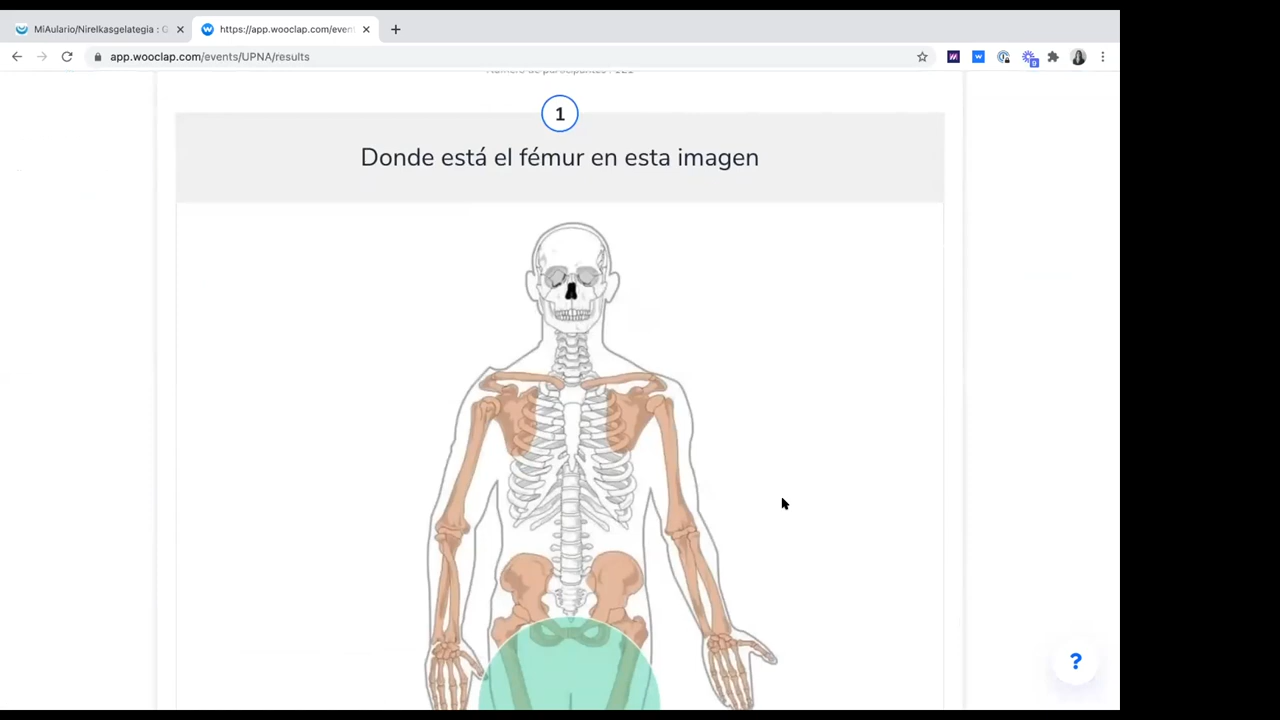 MiAulario/Nirelkasgelategia : G
https://app.wooclap.com/even
app.wooclap.com/events/UPNA/results
1
Donde está el fémur en esta imagen
?